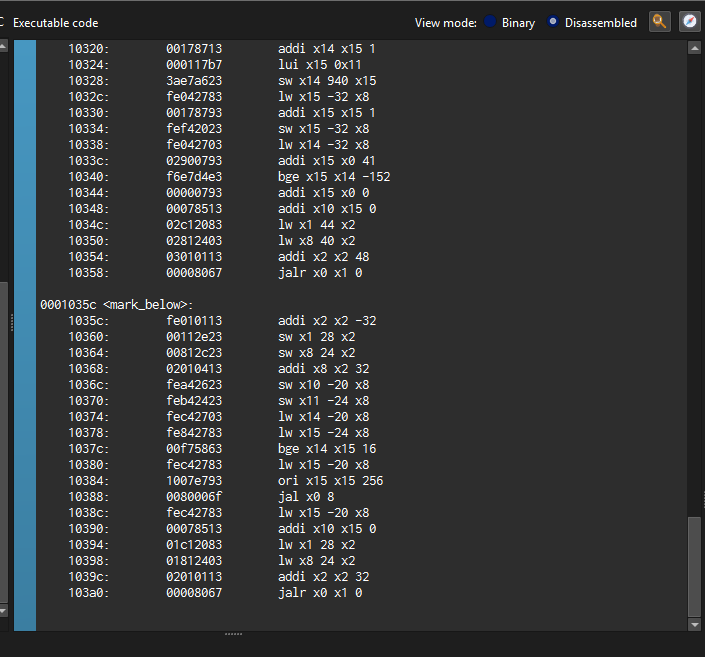 Executable code View mode: Binary Disassembled
10320: 00178713 addi x14 x15 1
10324: 000117b7 lui x15 0x11
10328: 3ae7a623 sw x14 940 x15
1032c: fe042783 lw x15 -32 x8
10330: 00178793 addi x15 x15 1
10334: fef42023 sw x15 -32 x8
10338: fe042703 lw x14 -32 x8
1033c: 02900793 addi x15 x0 41
10340: f6e7d4e3 bge x15 x14 -152
10344: 00000793 addi x15 x0 0
10348: 00078513 addi x10 x15 0
1034c: 02c12083 lw x1 44 x2
10350: 02812403 lw x8 40 x2
10354: 03010113 addi x2 x2 48
10358: 00008067 jalr x0 x1 0
0001035c <mark_below>:
1035c: fe010113 addi x2 x2 -32
10360: 00112e23 sw x1 28 x2
10364: 00812c23 sw x8 24 x2
10368: 02010413 addi x8 x2 32
1036c: fea42623 sw x10 -20 x8
10370: feb42423 sw x11 -24 x8
10374: fec42703 lw x14 -20 x8
10378: fe842783 lw x15 -24 x8
1037c: 00f75863 bge x14 x15 16
10380: fec42783 lw x15 -20 x8
10384: 1007e793 ori x15 x15 256
10388: 0080006f jal x0 8
1038c: fec42783 lw x15 -20 x8
10390: 00078513 addi x10 x15 0
10394: 01c12083 lw x1 28 x2
10398: 01812403 lw x8 24 x2
1039c: 02010113 addi x2 x2 32
103a0: 00008067 jalr x0 x1 0